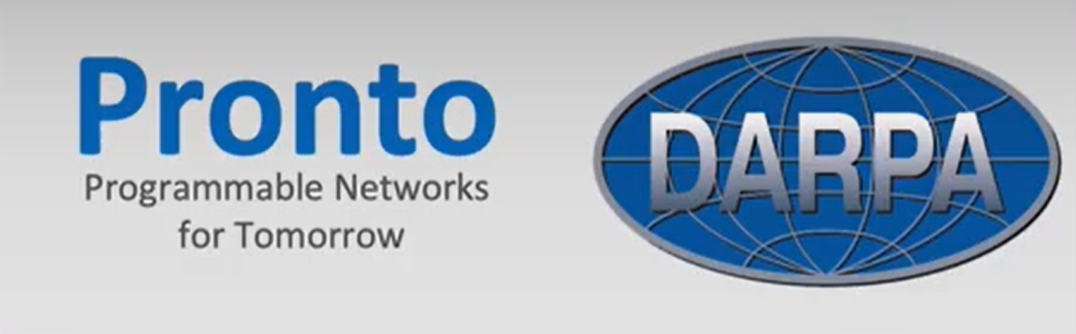 Pronto
Programmable Networks
for Tomorrow
DARPA